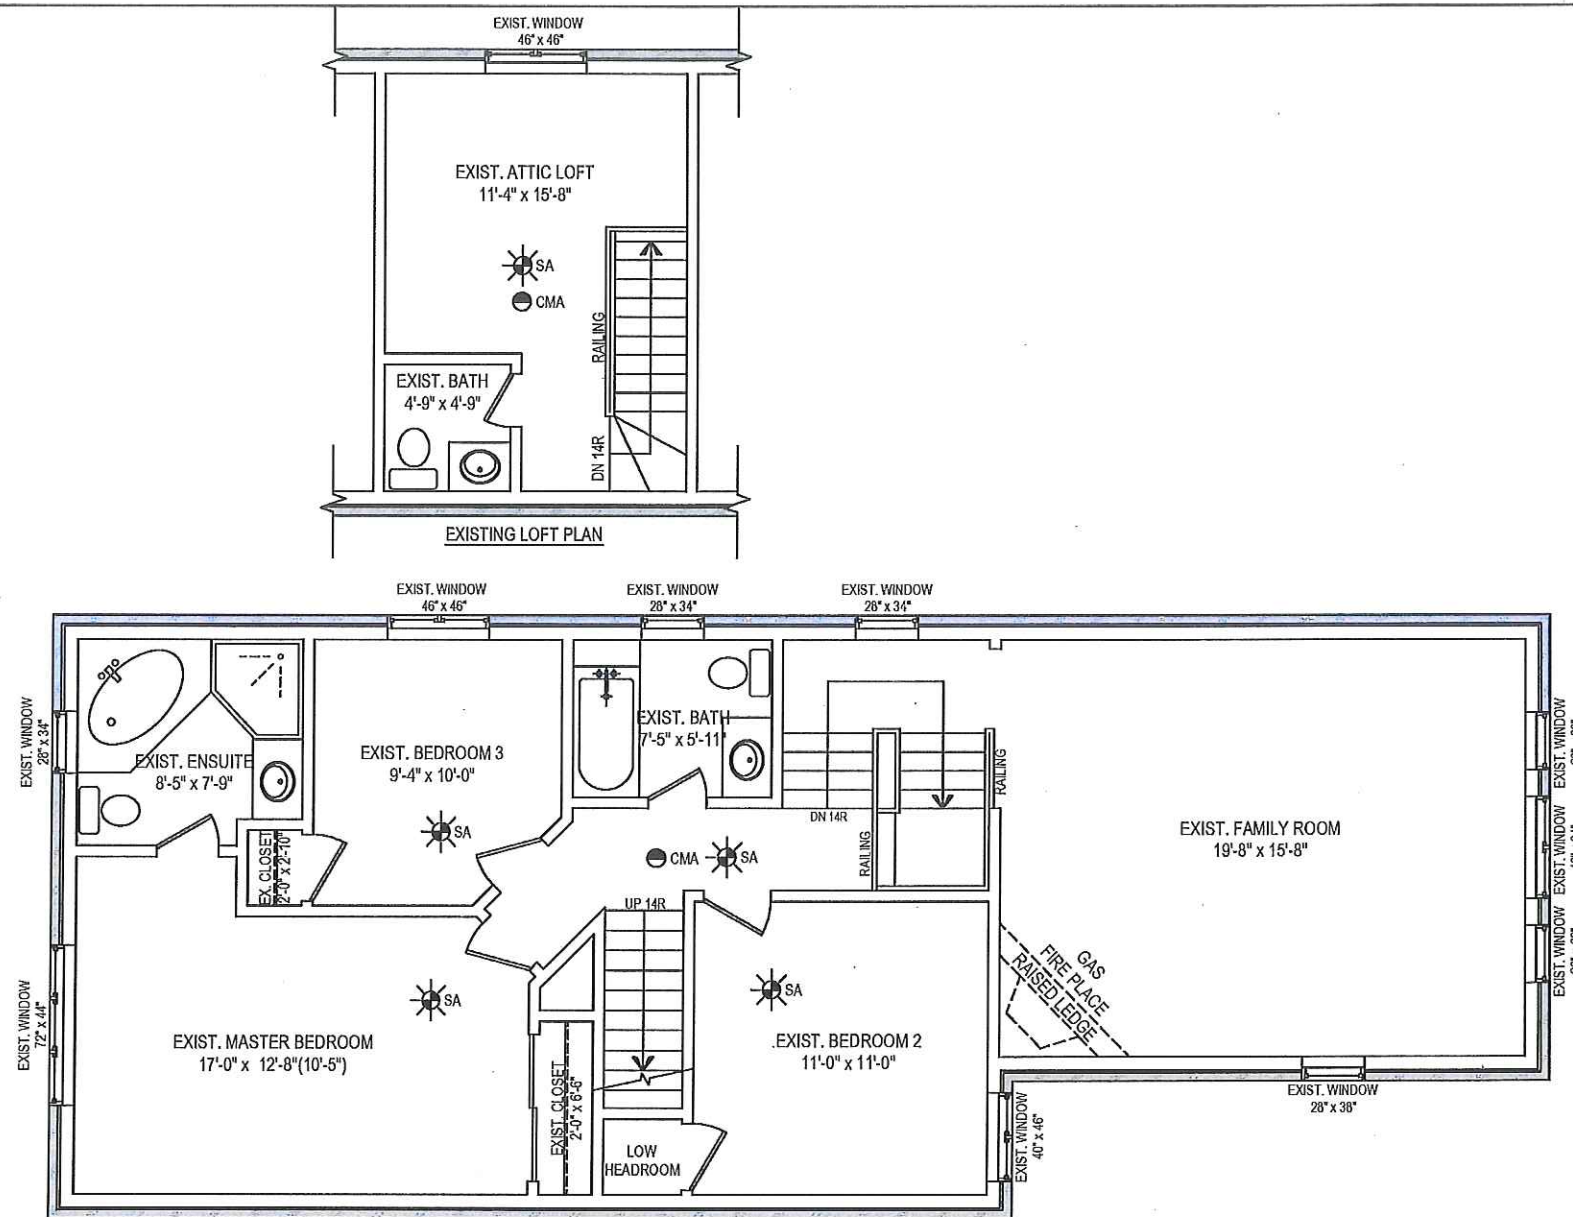 EXIST. WINDOW
46" x 46"
EXIST. ATTIC LOFT
11'-4" x 15'-8"
SA
CMA
RAILING
EXIST. BATH
4'-9" x 4'-9"
DN 14R
EXISTING LOFT PLAN
EXIST. WINDOW
46" x 46"
EXIST. WINDOW
28" x 34"
EXIST. WINDOW
28" x 34"
EXIST. WINDOW
28" x 34"
EXIST. ENSUITE
8'-5" x 7'-9"
EXIST. BEDROOM 3
9'-4" x 10'-0"
SA
EXIST. BATH
7'-5" x 5'-11"
RAILING
DN 14R
RAILING
EX. CLOSET
2'-0" x 2'-10"
CMA
SA
EXIST. FAMILY ROOM
19'-8" x 15'-8"
EXIST. WINDOW
EXIST. WINDOW
EXIST. WINDOW
UP 14R
GAS
FIRE PLACE
RAISED LEDGE
EXIST. WINDOW
72" x 44"
SA
EXIST. MASTER BEDROOM
17'-0" x 12'-8"(10'-5")
SA
EXIST. BEDROOM 2
11'-0" x 11'-0"
EXIST. CLOSET
2'-0" x 6'-6"
LOW
HEADROOM
EXIST. WINDOW
40" x 46"
EXIST. WINDOW
28" x 38"